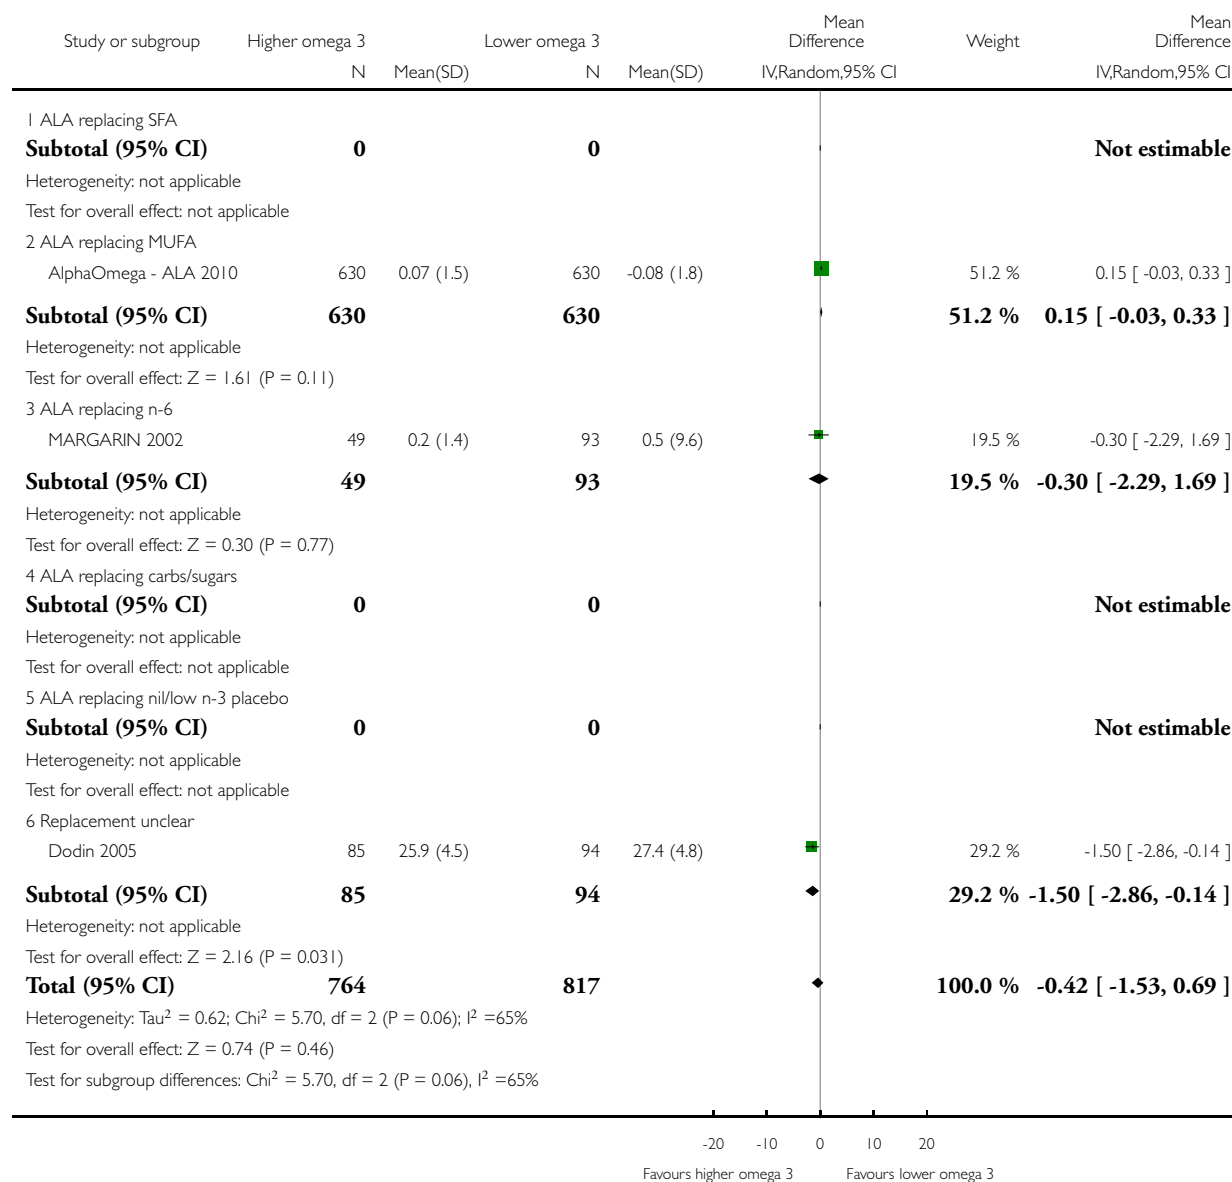 Study or subgroup Higher omega 3 Lower omega 3 Mean Difference Weight Mean Difference
N Mean(SD) N Mean(SD) IV,Random,95% CI IV,Random,95% CI
1 ALA replacing SFA
Subtotal (95% CI) 0 0 Not estimable
Heterogeneity: not applicable
Test for overall effect: not applicable
2 ALA replacing MUFA
AlphaOmega - ALA 2010 630 0.07 (1.5) 630 -0.08 (1.8) 51.2 % 0.15 [ -0.03, 0.33 ]
Subtotal (95% CI) 630 630 51.2 % 0.15 [ -0.03, 0.33 ]
Heterogeneity: not applicable
Test for overall effect: Z = 1.61 (P = 0.11)
3 ALA replacing n-6
MARGARIN 2002 49 0.2 (1.4) 93 0.5 (9.6) 19.5 % -0.30 [ -2.29, 1.69 ]
Subtotal (95% CI) 49 93 19.5 % -0.30 [ -2.29, 1.69 ]
Heterogeneity: not applicable
Test for overall effect: Z = 0.30 (P = 0.77)
4 ALA replacing carbs/sugars
Subtotal (95% CI) 0 0 Not estimable
Heterogeneity: not applicable
Test for overall effect: not applicable
5 ALA replacing nil/low n-3 placebo
Subtotal (95% CI) 0 0 Not estimable
Heterogeneity: not applicable
Test for overall effect: not applicable
6 Replacement unclear
Dodin 2005 85 25.9 (4.5) 94 27.4 (4.8) 29.2 % -1.50 [ -2.86, -0.14 ]
Subtotal (95% CI) 85 94 29.2 % -1.50 [ -2.86, -0.14 ]
Heterogeneity: not applicable
Test for overall effect: Z = 2.16 (P = 0.031)
Total (95% CI) 764 817 100.0 % -0.42 [ -1.53, 0.69 ]
Heterogeneity: Tau² = 0.62; Chi² = 5.70, df = 2 (P = 0.06); I² =65%
Test for overall effect: Z = 0.74 (P = 0.46)
Test for subgroup differences: Chi² = 5.70, df = 2 (P = 0.06), I² =65%
-20 -10 0 10 20
Favours higher omega 3 Favours lower omega 3